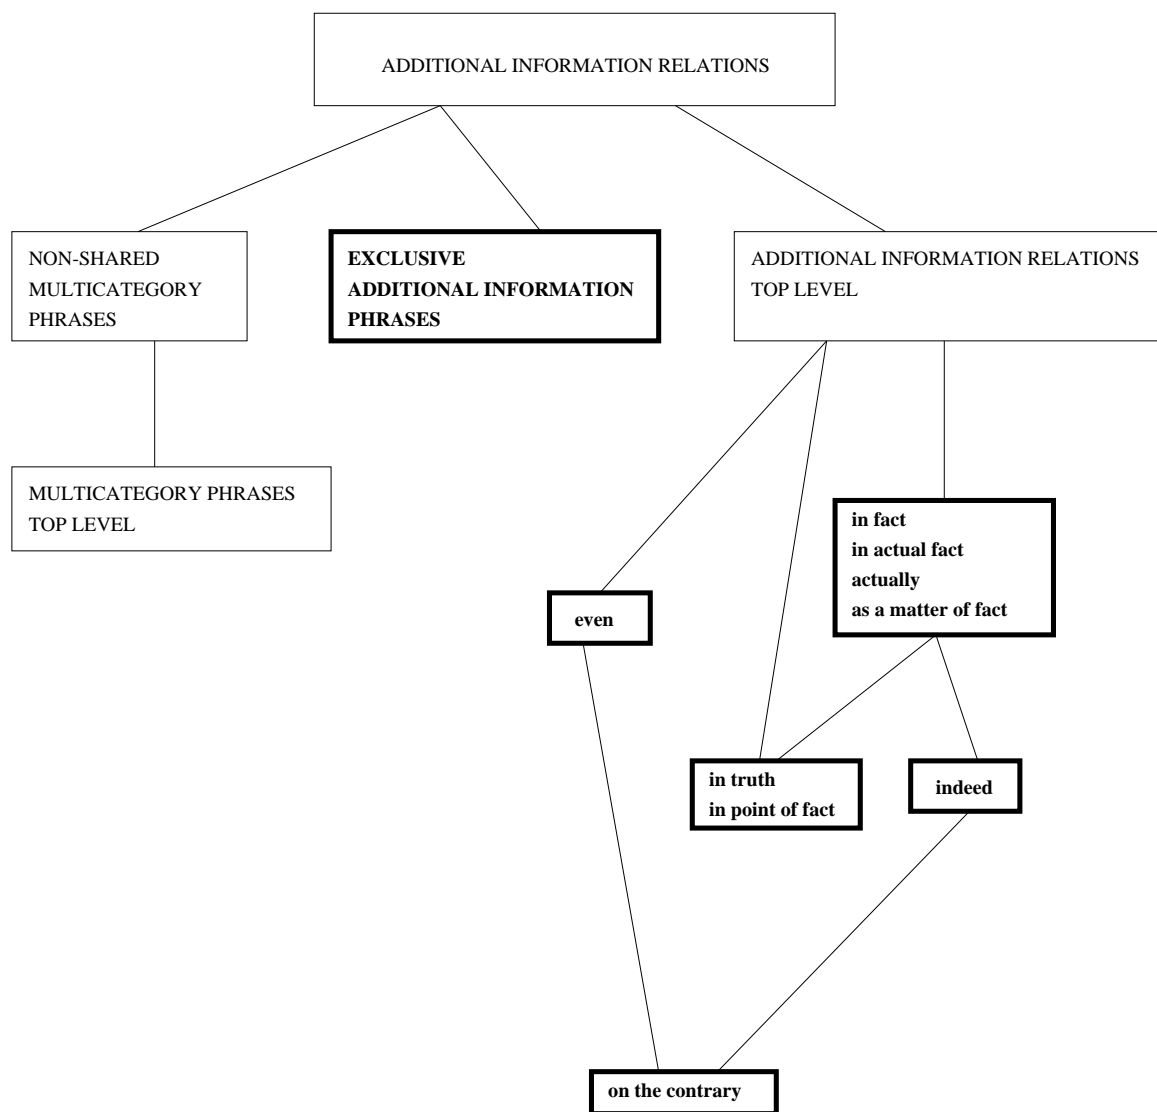 ADDITIONAL INFORMATION RELATIONS
NON-SHARED
MULTICATEGORY
PHRASES
EXCLUSIVE
ADDITIONAL INFORMATION
PHRASES
ADDITIONAL INFORMATION RELATIONS
TOP LEVEL
MULTICATEGORY PHRASES
TOP LEVEL
in fact
in actual fact
actually
as a matter of fact
even
in truth
in point of fact
indeed
on the contrary